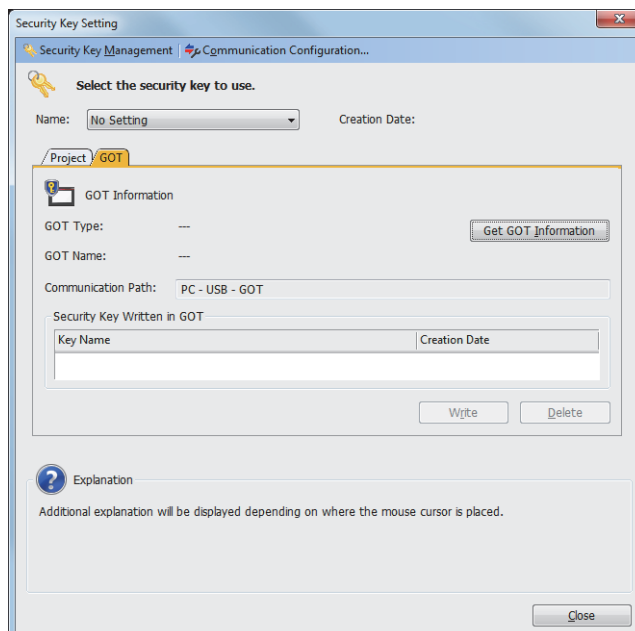 Security Key Setting
Security Key Management Communication Configuration...
Select the security key to use.
Name: No Setting Creation Date:
Project GOT
GOT Information
GOT Type: --- Get GOT Information
GOT Name: ---
Communication Path: PC - USB - GOT
Security Key Written in GOT
Key Name Creation Date
Write Delete
? Explanation
Additional explanation will be displayed depending on where the mouse cursor is placed.
Close